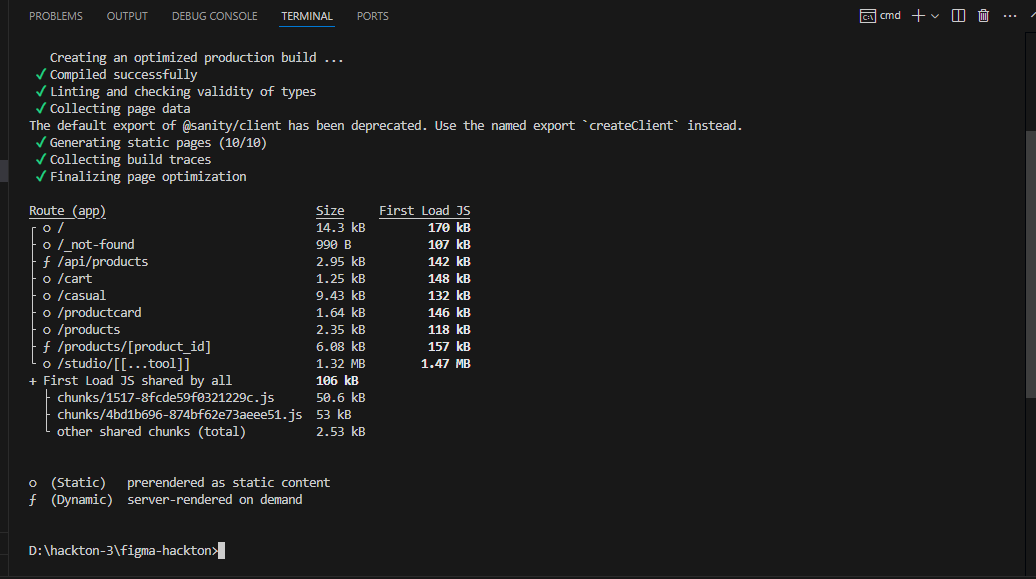 PROBLEMS OUTPUT DEBUG CONSOLE TERMINAL PORTS cmd
Creating an optimized production build ...
✓ Compiled successfully
✓ Linting and checking validity of types
✓ Collecting page data
The default export of @sanity/client has been deprecated. Use the named export `createClient` instead.
✓ Generating static pages (10/10)
✓ Collecting build traces
✓ Finalizing page optimization
Route (app) Size First Load JS
┌ ○ / 14.3 kB 170 kB
├ ○ /_not-found 990 B 107 kB
├ ƒ /api/products 2.95 kB 142 kB
├ ○ /cart 1.25 kB 148 kB
├ ○ /casual 9.43 kB 132 kB
├ ○ /productcard 1.64 kB 146 kB
├ ○ /products 2.35 kB 118 kB
├ ƒ /products/[product_id] 6.08 kB 157 kB
└ ○ /studio/[[...tool]] 1.32 MB 1.47 MB
+ First Load JS shared by all 106 kB
├ chunks/1517-8fcde59f0321229c.js 50.6 kB
├ chunks/4bd1b696-874bf62e73aeee51.js 53 kB
└ other shared chunks (total) 2.53 kB
○ (Static) prerendered as static content
ƒ (Dynamic) server-rendered on demand
D:\hackton-3\figma-hackton>